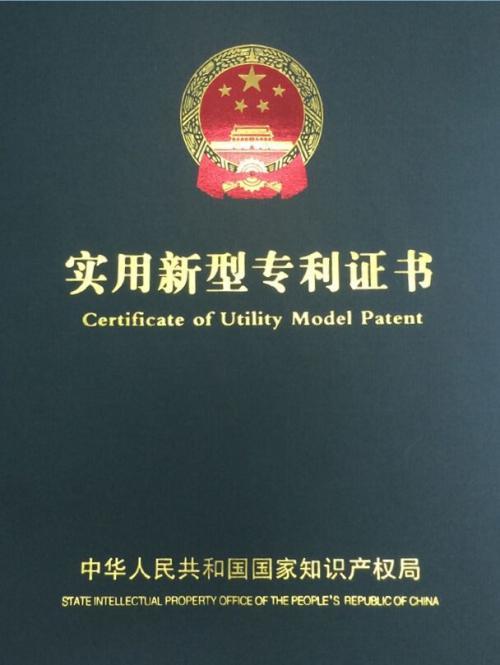 实用新型专利证书
Certificate of Utility Model Patent
中华人民共和国国家知识产权局
STATE INTELLECTUAL PROPERTY OFFICE OF THE PEOPLE'S REPUBLIC OF CHINA